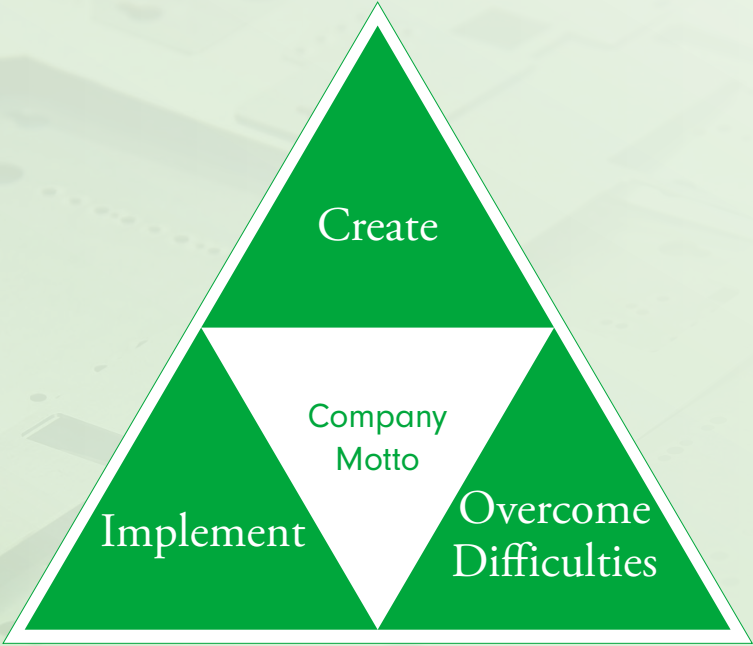 Create
Company
Motto
Implement
Overcome
Difficulties